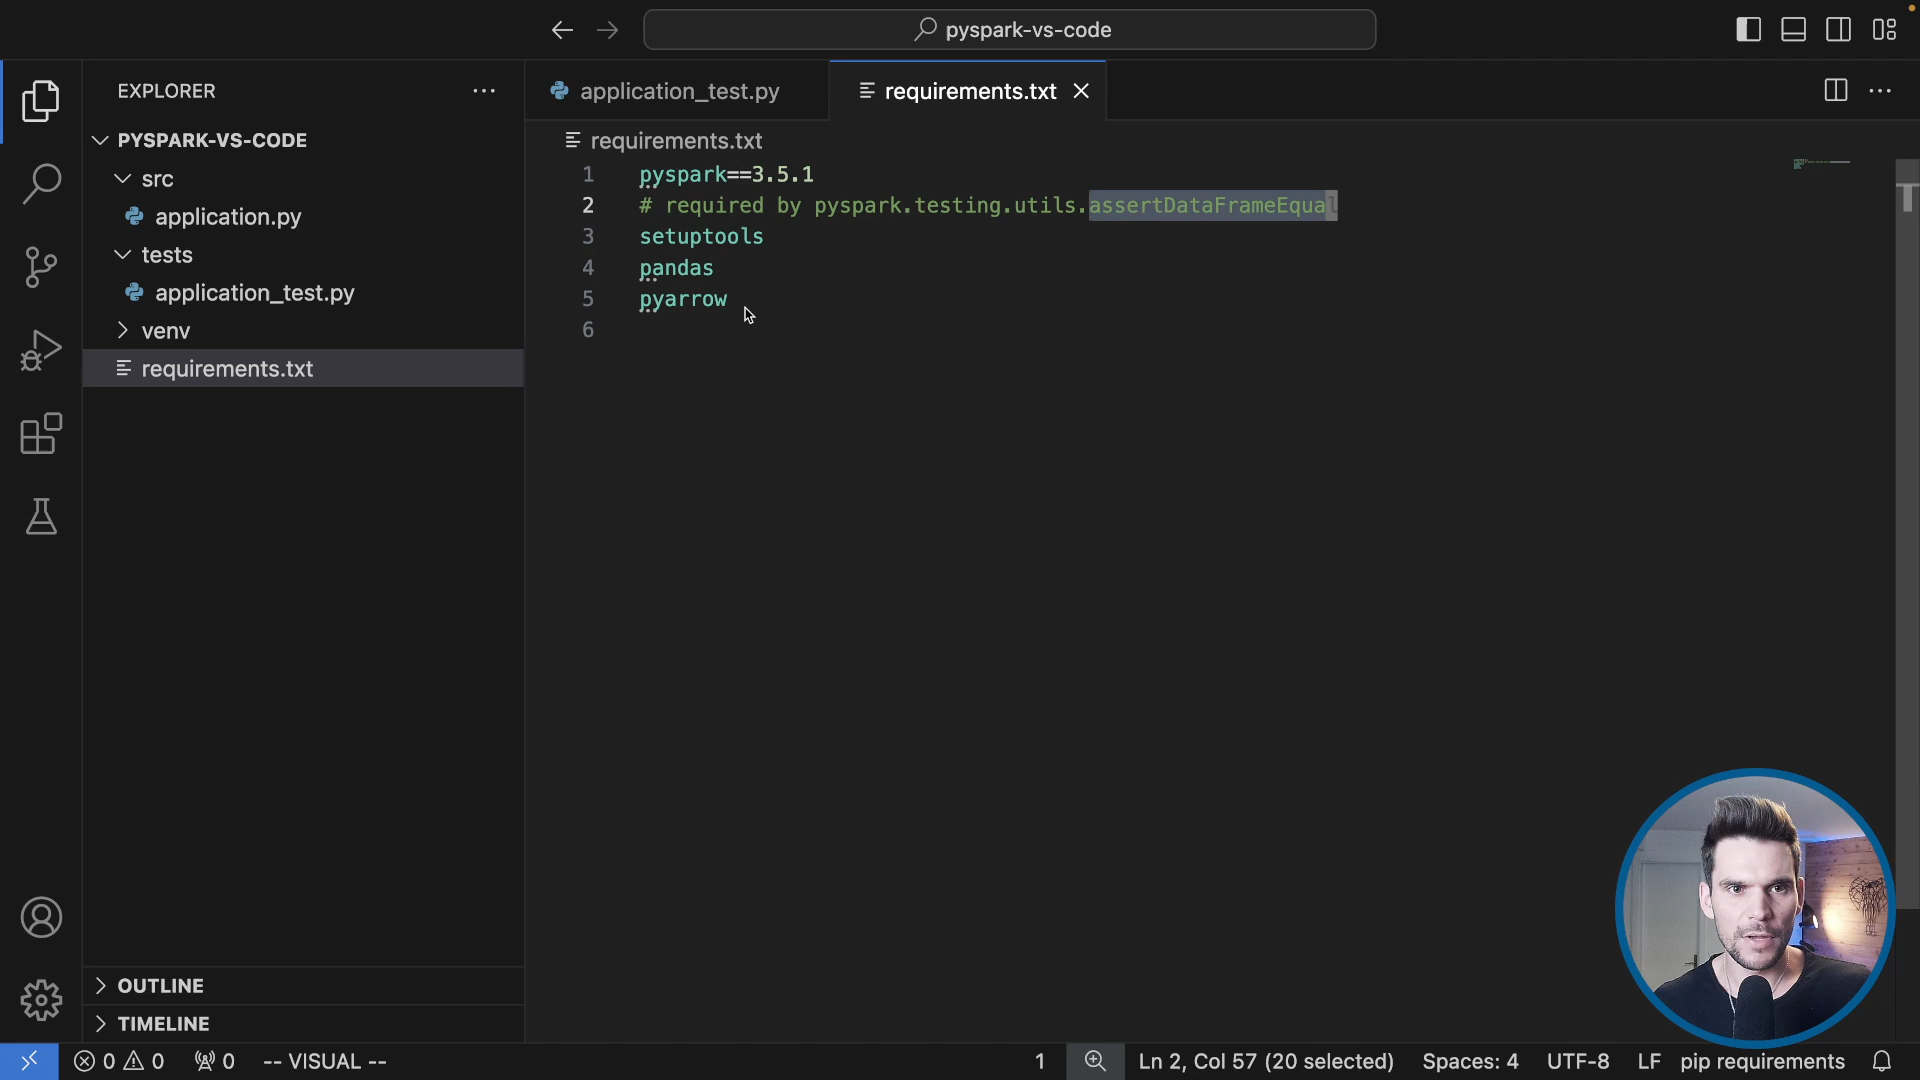 pyspark-vs-code
EXPLORER
PYSPARK-VS-CODE
src
application.py
tests
application_test.py
venv
requirements.txt
OUTLINE
TIMELINE
application_test.py
requirements.txt
requirements.txt
1 pyspark==3.5.1
2 # required by pyspark.testing.utils.assertDataFrameEqual
3 setuptools
4 pandas
5 pyarrow
6
0 0 0 -- VISUAL -- 1 Ln 2, Col 57 (20 selected) Spaces: 4 UTF-8 LF pip requirements